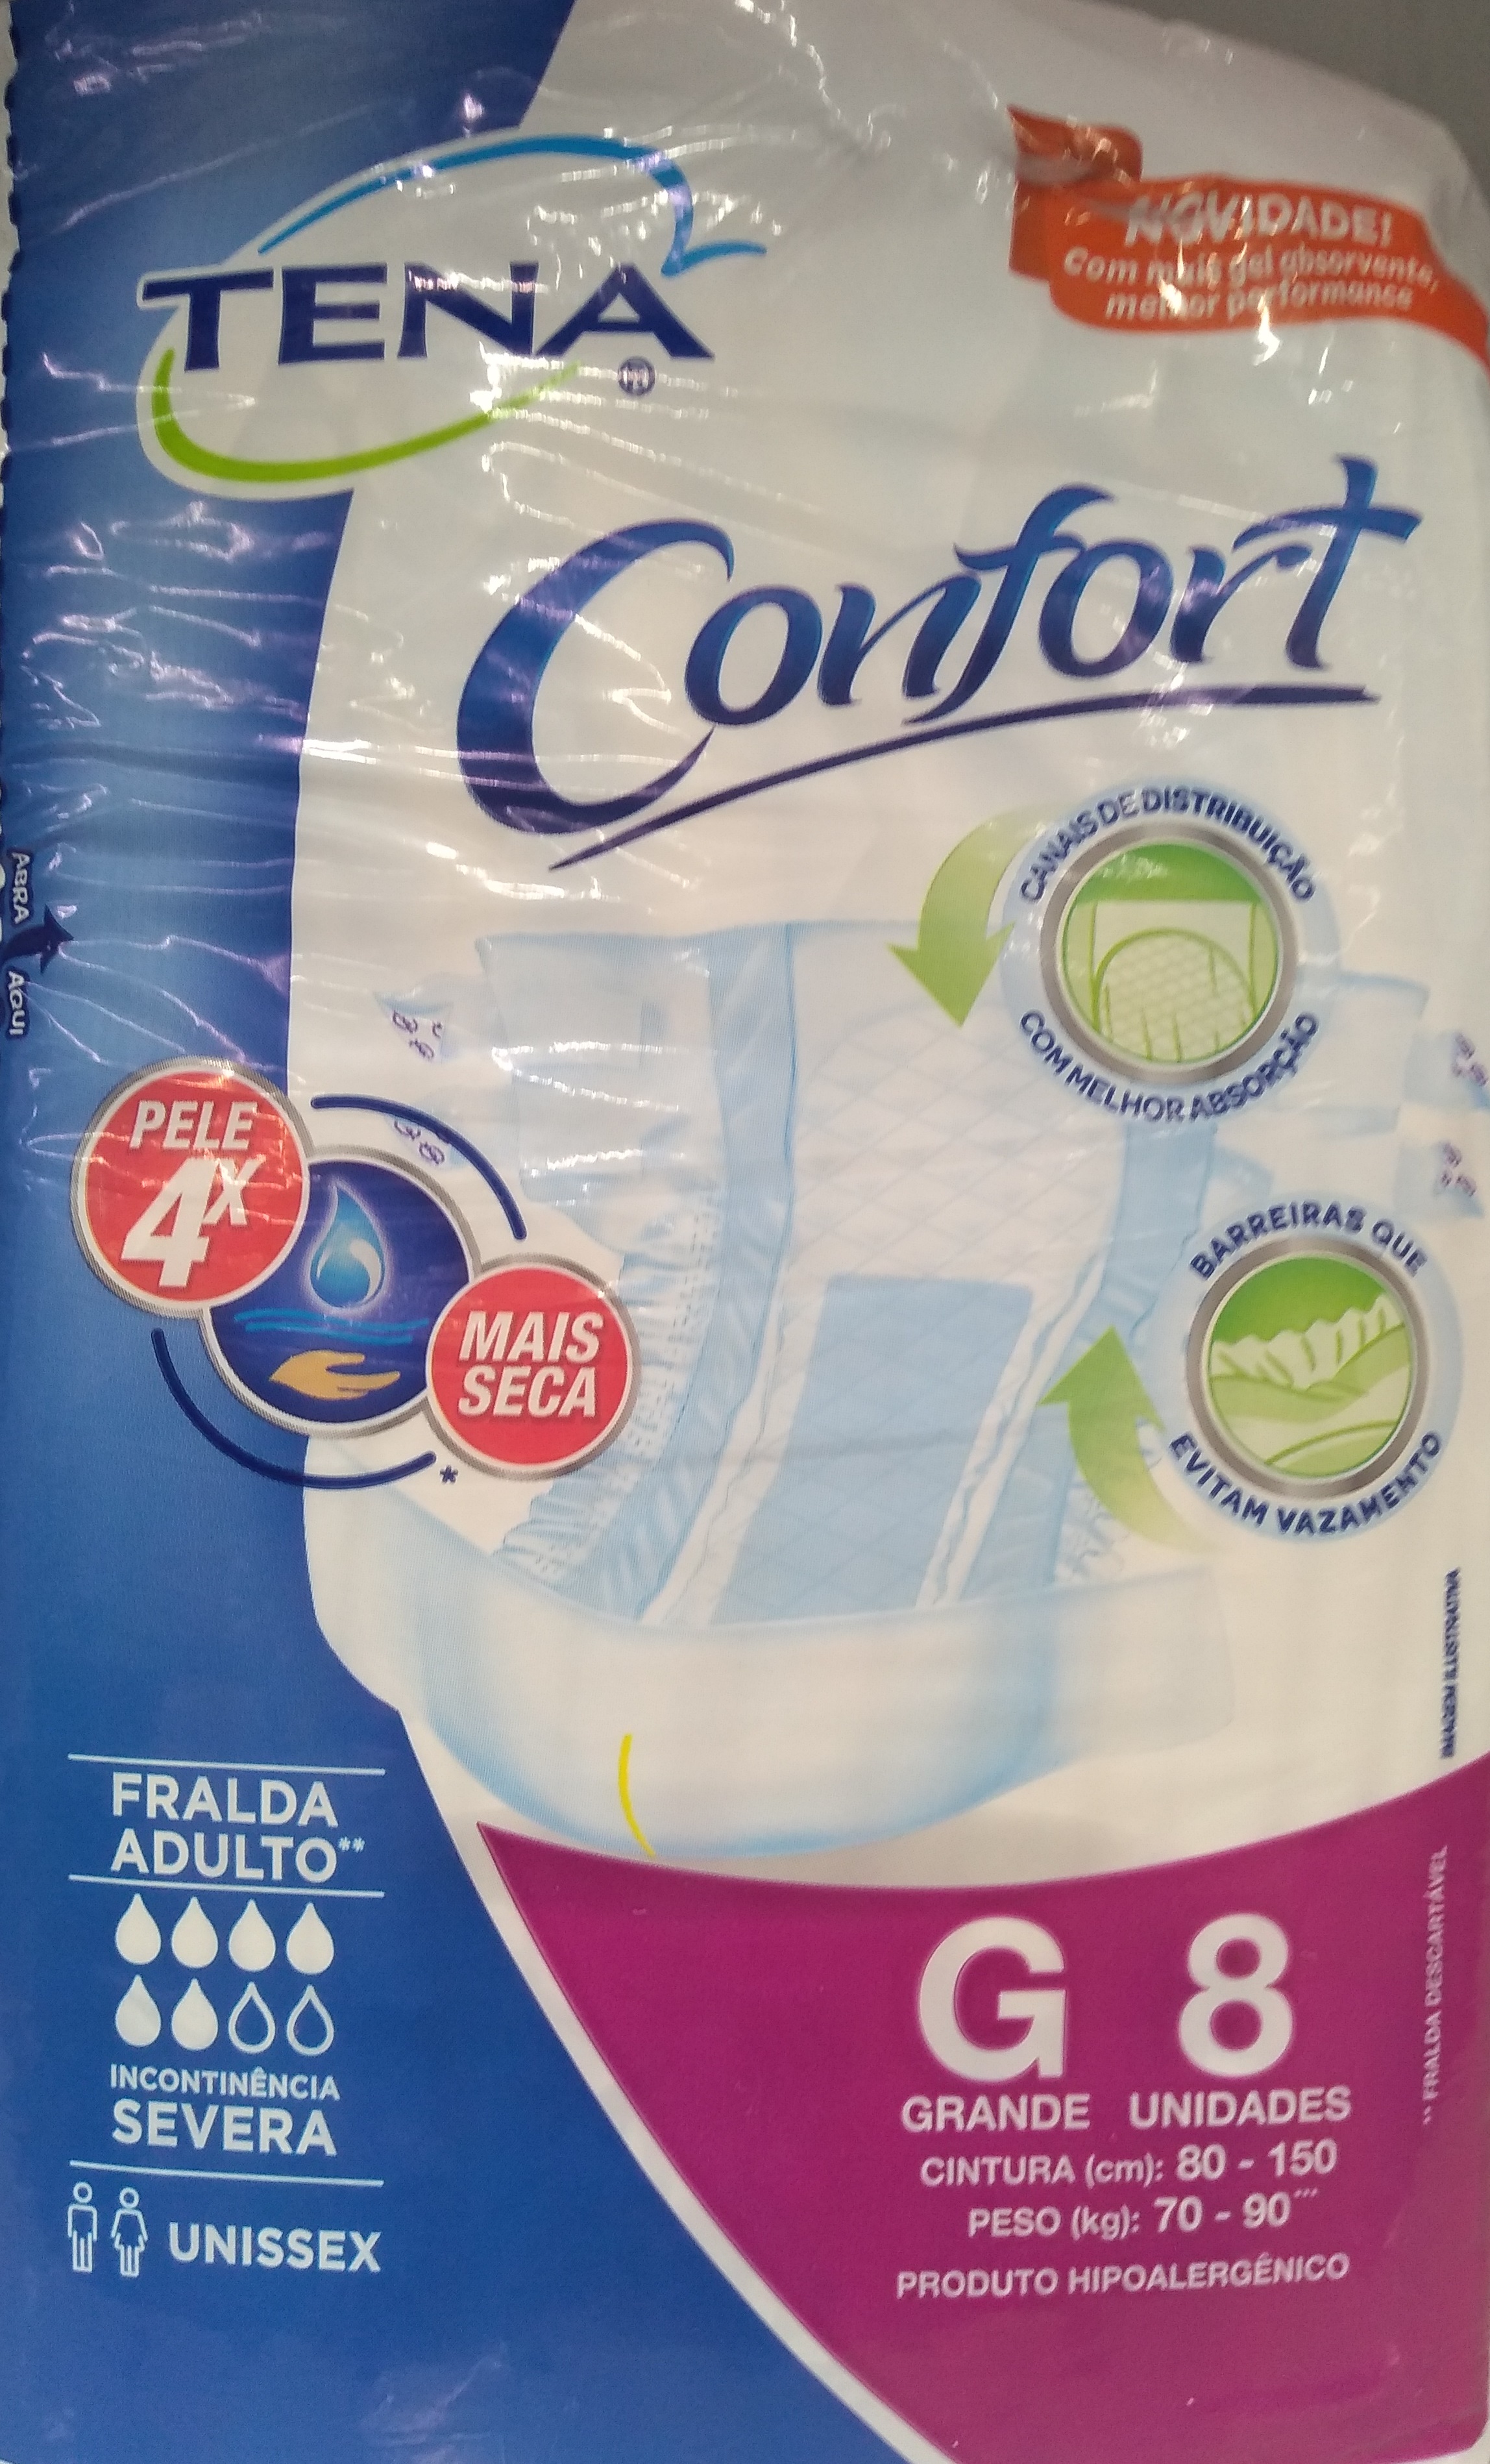 TENA
®
NOVIDADE!
Com mais gel absorvente,
melhor performance
Confort
CANAIS DE DISTRIBUIÇÃO
COM MELHOR ABSORÇÃO
ABRA AQUI
PELE
4X
MAIS
SECA
*
BARREIRAS QUE
EVITAM VAZAMENTO
IMAGEM ILUSTRATIVA
FRALDA
ADULTO**
INCONTINÊNCIA
SEVERA
UNISSEX
G 8
GRANDE UNIDADES
CINTURA (cm): 80 - 150
PESO (kg): 70 - 90***
PRODUTO HIPOALERGÊNICO
** FRALDA DESCARTÁVEL